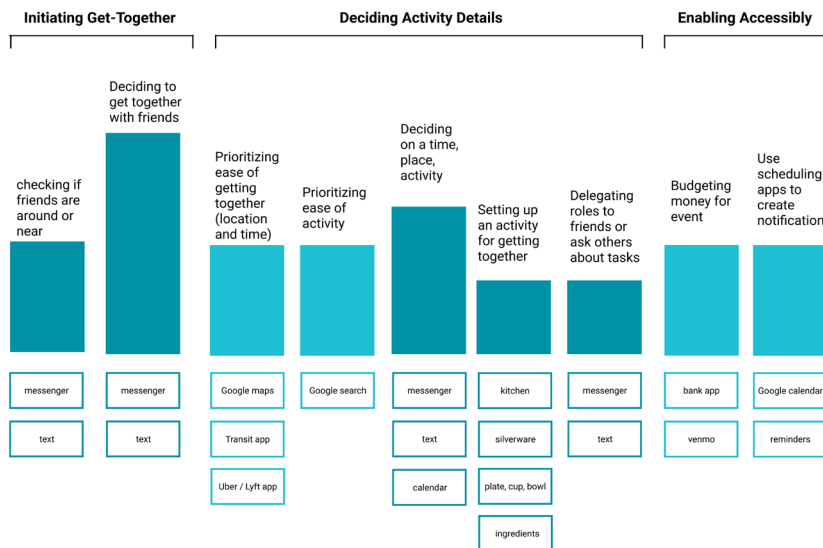 Initiating Get-Together
Deciding Activity Details
Enabling Accessibly
checking if
friends are
around or
near
Deciding to
get together
with friends
Prioritizing
ease of
getting
together
(location
and time)
Prioritizing
ease of
activity
Deciding
on a time,
place,
activity
Setting up
an activity
for getting
together
Delegating
roles to
friends or
ask others
about tasks
Budgeting
money for
event
Use
scheduling
apps to
create
notification
messenger
text
messenger
text
Google maps
Transit app
Uber / Lyft app
Google search
messenger
text
calendar
kitchen
silverware
plate, cup, bowl
ingredients
messenger
text
bank app
venmo
Google calendar
reminders